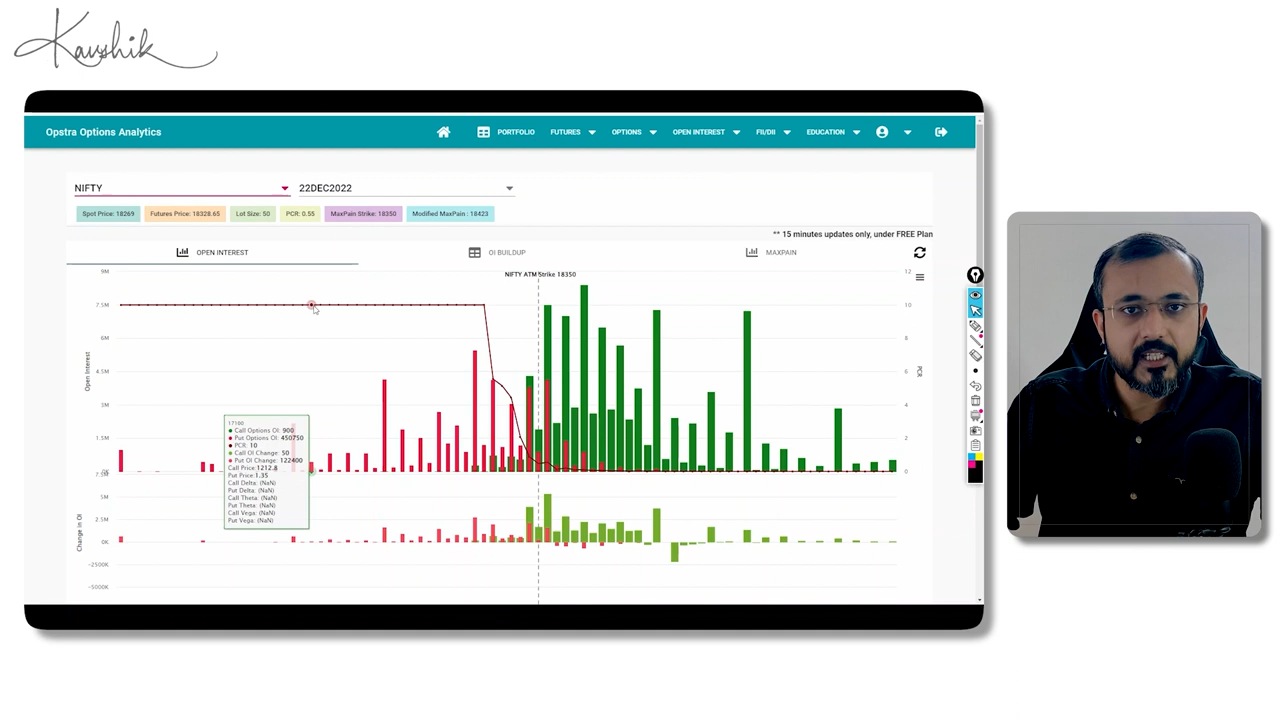 Kaushik
Opstra Options Analytics
PORTFOLIO FUTURES OPTIONS OPEN INTEREST FII/DII EDUCATION
NIFTY 22DEC2022
Spot Price: 18269 Futures Price: 18328.65 Lot Size: 50 PCR: 0.55 MaxPain Strike: 18350 Modified MaxPain : 18423
** 15 minutes updates only, under FREE Plan
OPEN INTEREST OI BUILDUP MAXPAIN
NIFTY ATM Strike 18350
9M 12
7.5M 10
6M 8
4.5M 6
3M 4
1.5M 2
0K 0
Open Interest
PCR
17100
Call Options OI: 900
Put Options OI: 450750
PCR: 10
Call OI Change: 50
Put OI Change: 122400
Call Price:1212.8
Put Price:1.35
Call Delta: (NaN)
Put Delta: (NaN)
Call Theta: (NaN)
Put Theta: (NaN)
Call Vega: (NaN)
Put Vega: (NaN)
7.5M
5M
2.5M
0K
-2500K
-5000K
Change in OI